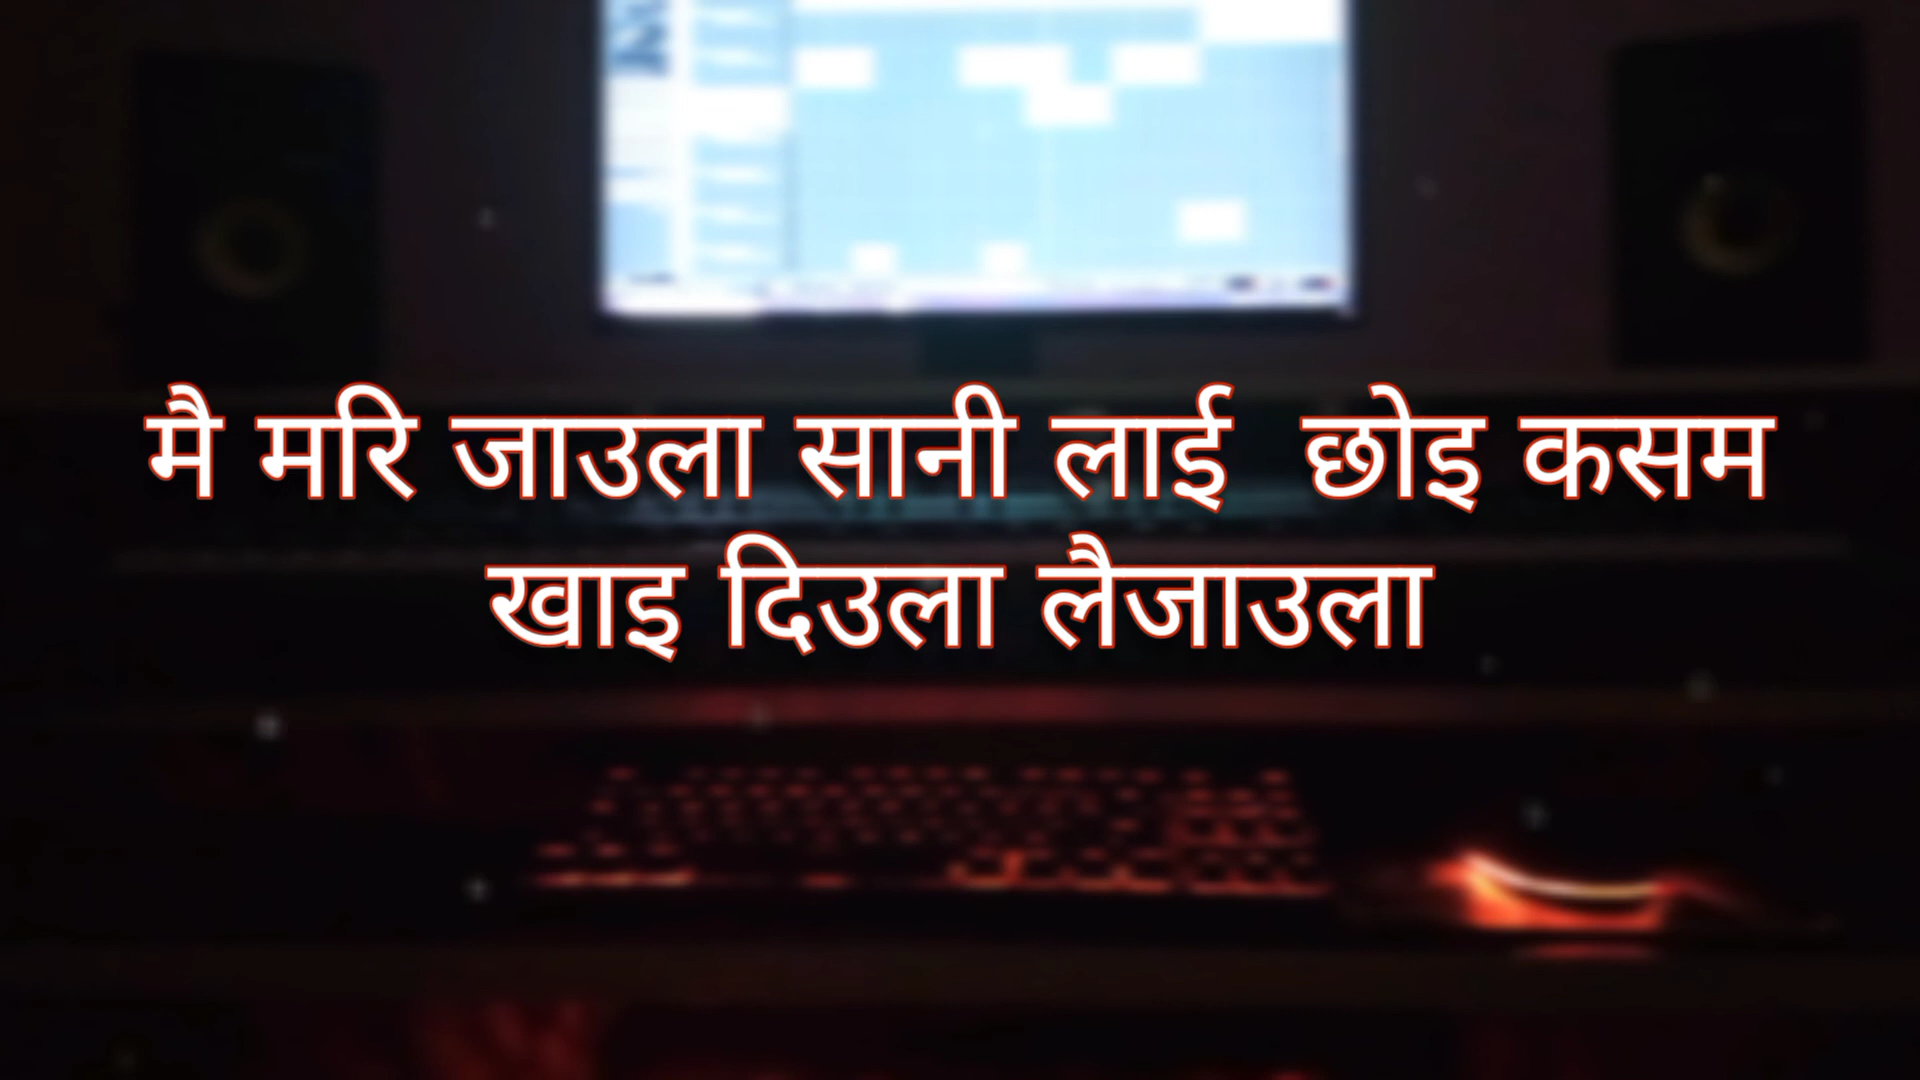 मै मरि जाउला सानी लाई छोइ कसम
खाइ दिउला लैजाउला